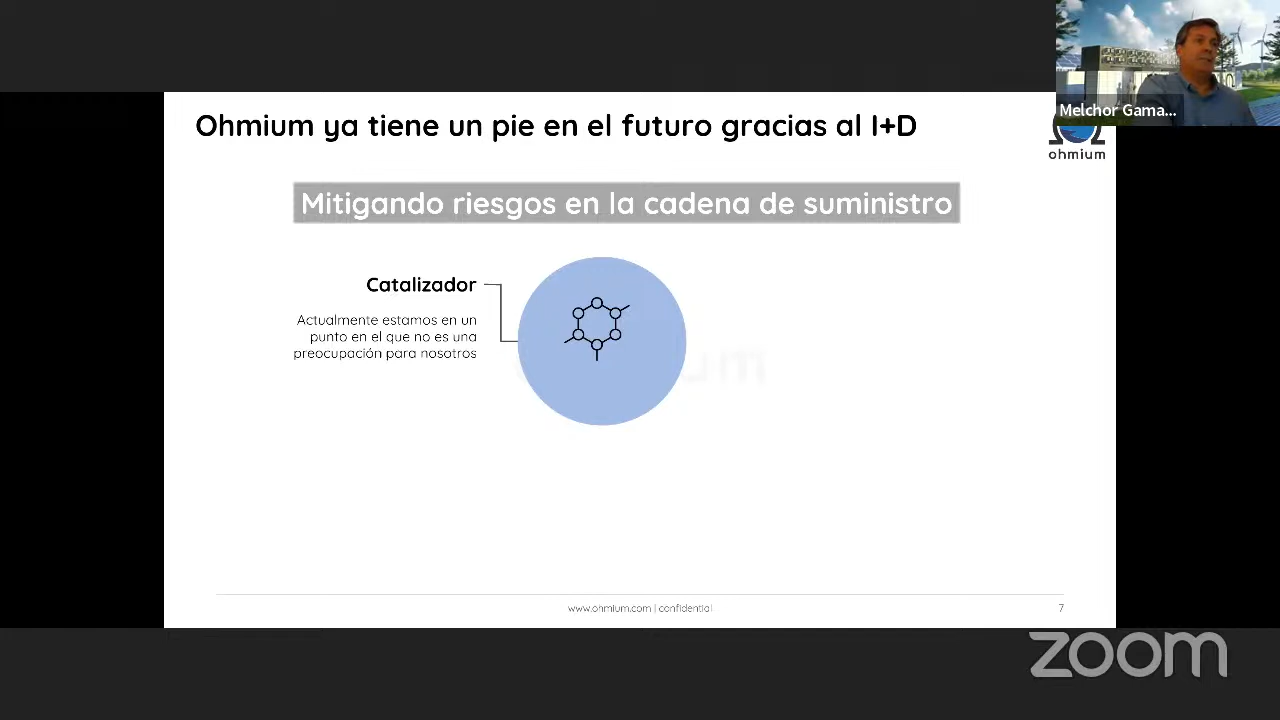 Melchor Gama...
Ohmium ya tiene un pie en el futuro gracias al I+D
ohmium
Mitigando riesgos en la cadena de suministro
Catalizador
Actualmente estamos en un
punto en el que no es una
preocupación para nosotros
www.ohmium.com | confidential
7
zoom